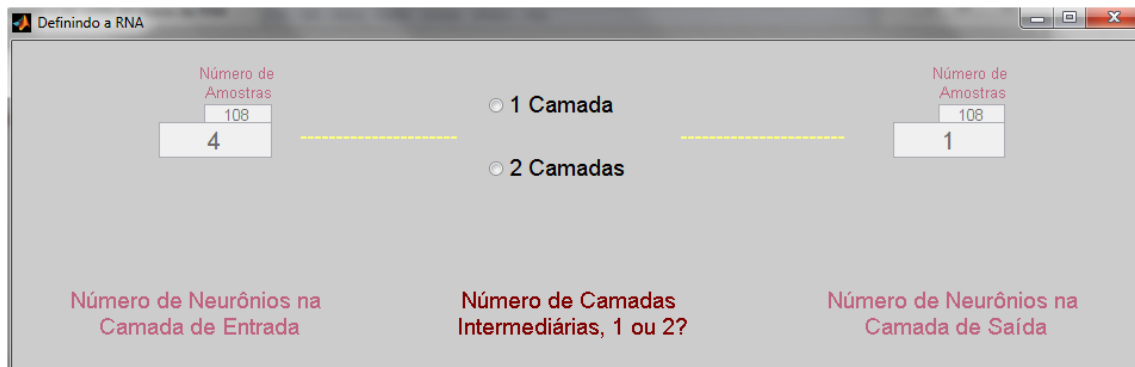 Definindo a RNA
Número de
Amostras
108
4
1 Camada
2 Camadas
Número de
Amostras
108
1
Número de Neurônios na
Camada de Entrada
Número de Camadas
Intermediárias, 1 ou 2?
Número de Neurônios na
Camada de Saída